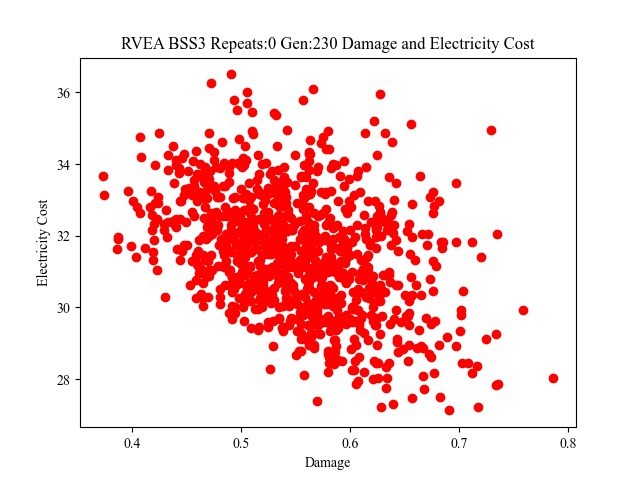 RVEA BSS3 Repeats:0 Gen:230 Damage and Electricity Cost
36
34
32
30
28
Electricity Cost
0.4 0.5 0.6 0.7 0.8
Damage